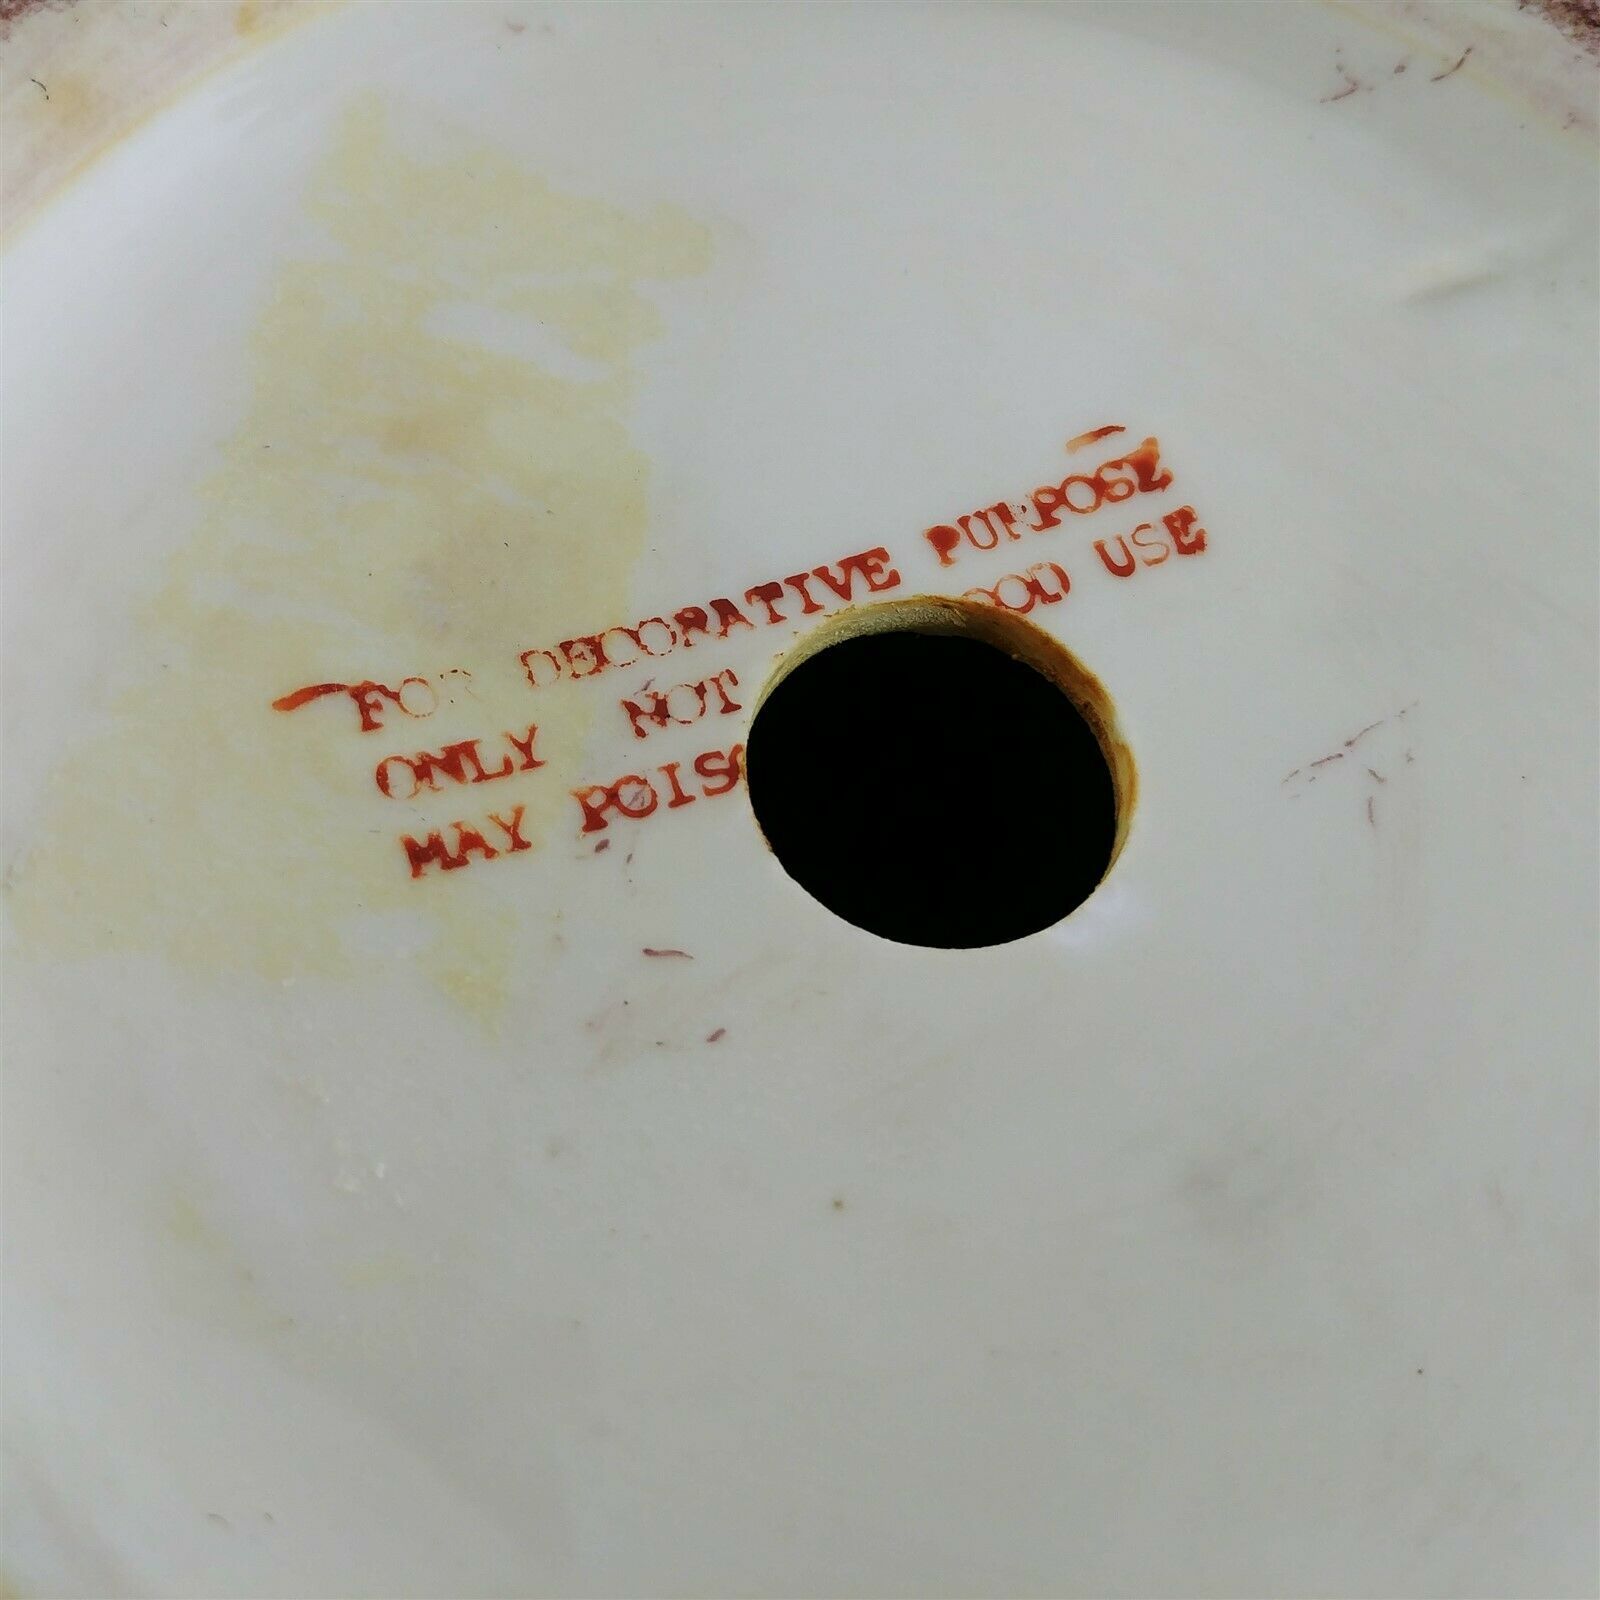 FOR DECORATIVE PURPOSE
ONLY NOT OOD USE
MAY POIS